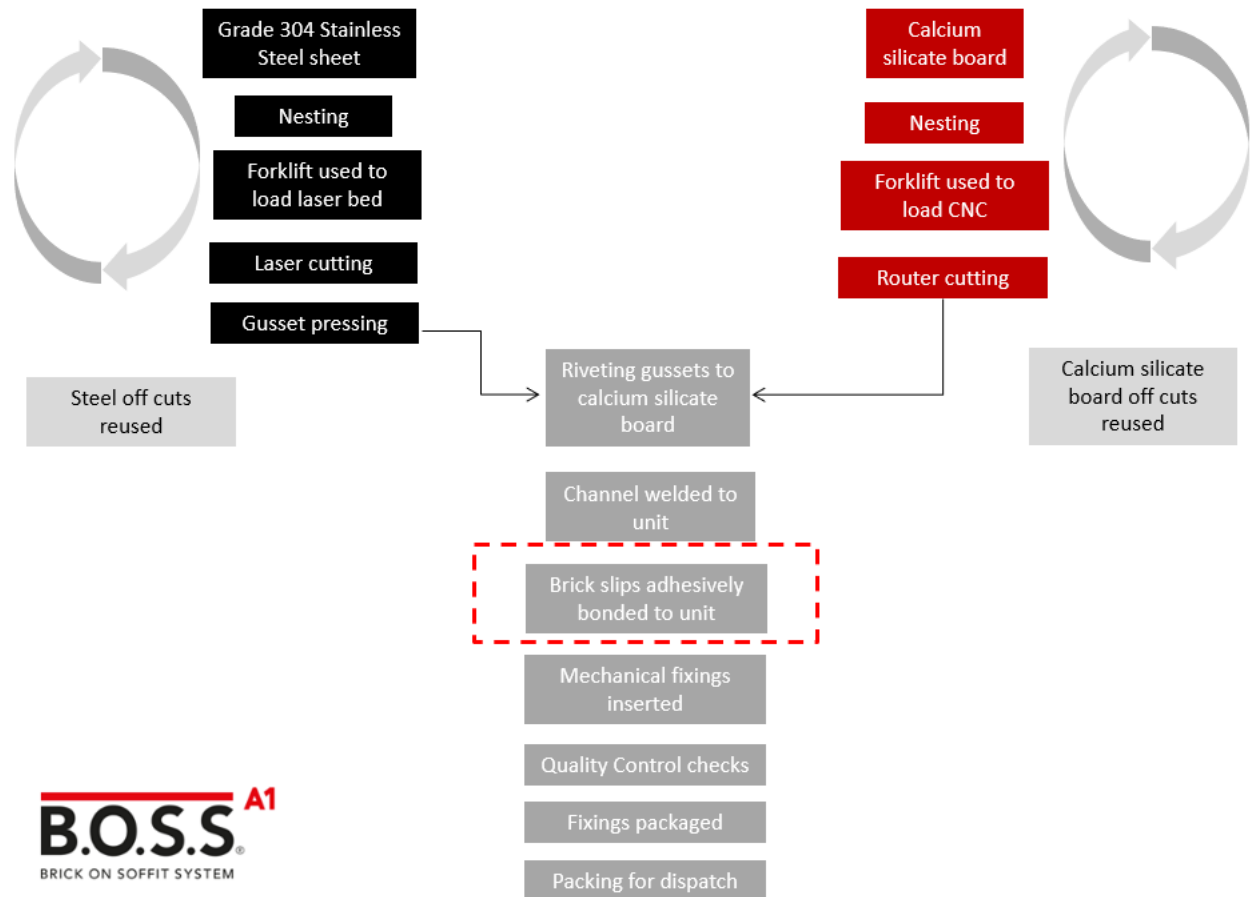 Grade 304 Stainless
Steel sheet
Nesting
Forklift used to
load laser bed
Laser cutting
Gusset pressing
Steel off cuts
reused
Calcium
silicate board
Nesting
Forklift used to
load CNC
Router cutting
Calcium silicate
board off cuts
reused
Riveting gussets to
calcium silicate
board
Channel welded to
unit
Brick slips adhesively
bonded to unit
Mechanical fixings
inserted
Quality Control checks
Fixings packaged
Packing for dispatch
B.O.S.S® A1
BRICK ON SOFFIT SYSTEM